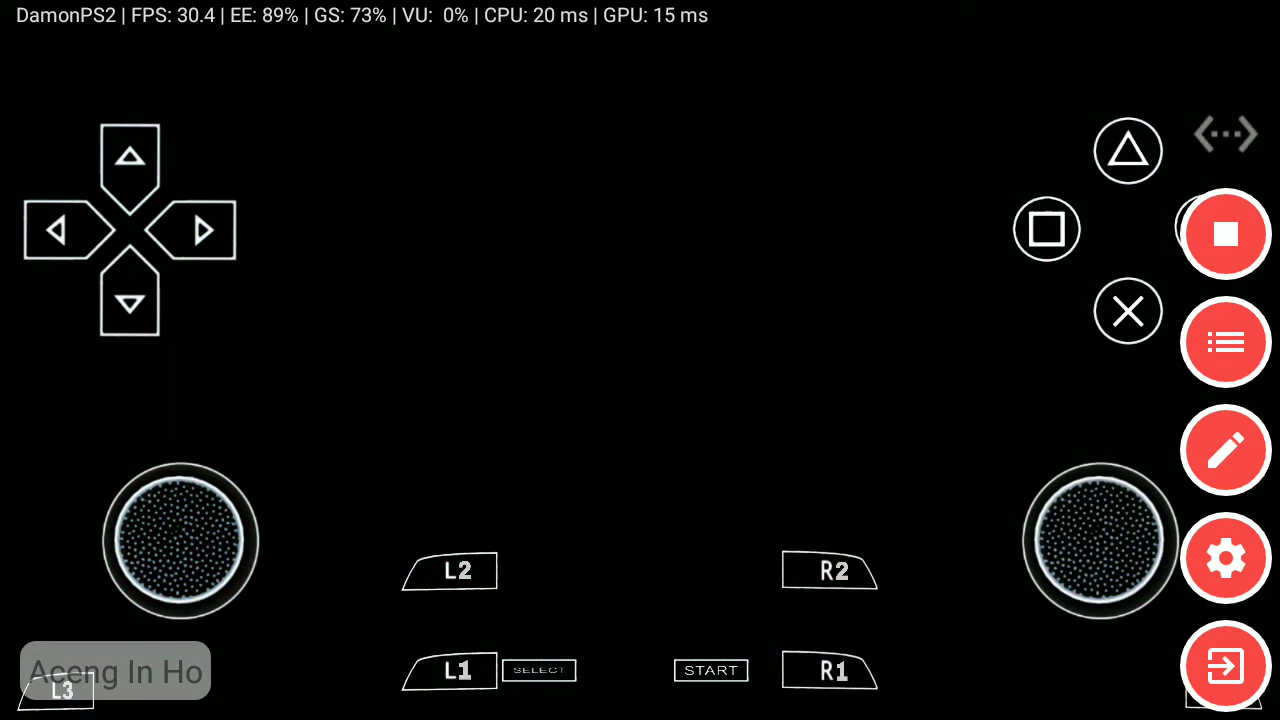 DamonPS2 | FPS: 30.4 | EE: 89% | GS: 73% | VU: 0% | CPU: 20 ms | GPU: 15 ms
L2
R2
L1
SELECT
START
R1
Aceng In Ho
L3